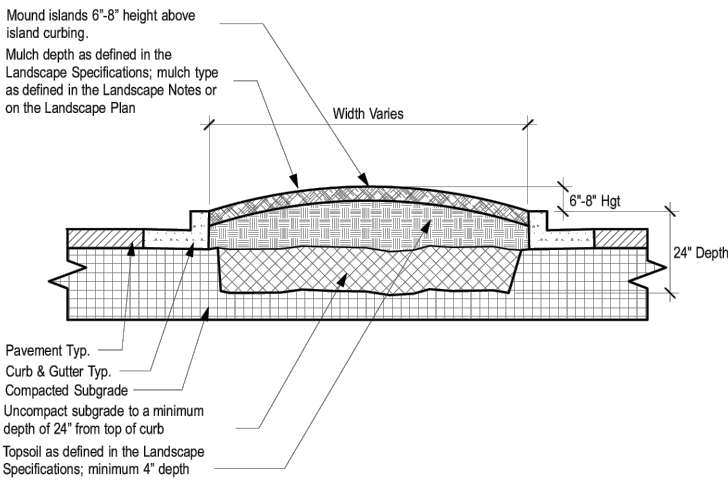 Mound islands 6”-8” height above
island curbing.
Mulch depth as defined in the
Landscape Specifications; mulch type
as defined in the Landscape Notes or
on the Landscape Plan
Width Varies
6"-8" Hgt
24" Depth
Pavement Typ.
Curb & Gutter Typ.
Compacted Subgrade
Uncompact subgrade to a minimum
depth of 24” from top of curb
Topsoil as defined in the Landscape
Specifications; minimum 4” depth